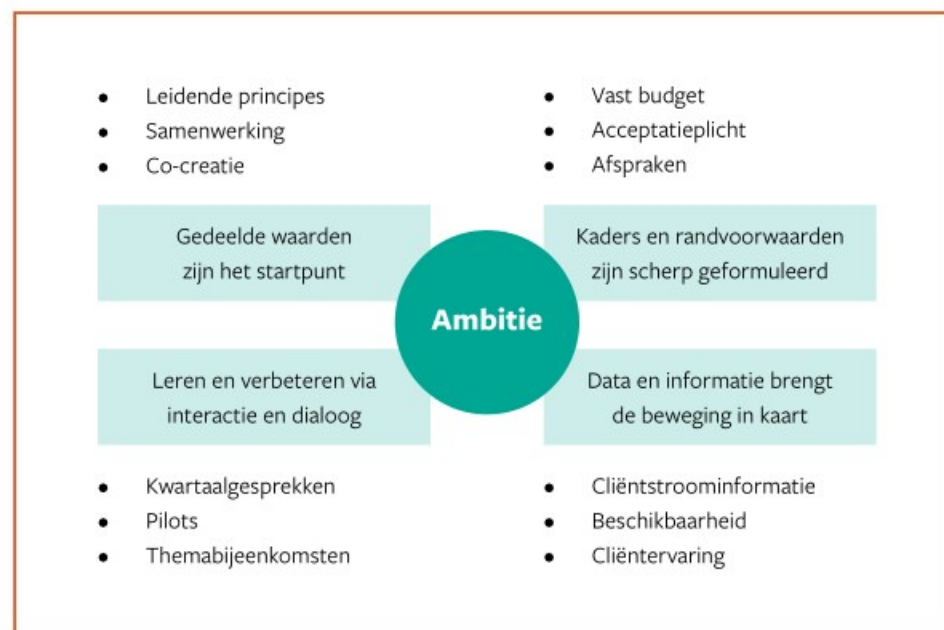 • Leidende principes
• Samenwerking
• Co-creatie
• Vast budget
• Acceptatieplicht
• Afspraken
Gedeelde waarden
zijn het startpunt
Kaders en randvoorwaarden
zijn scherp geformuleerd
Ambitie
Leren en verbeteren via
interactie en dialoog
Data en informatie brengt
de beweging in kaart
• Kwartaalgesprekken
• Pilots
• Themabijeenkomsten
• Cliëntstroominformatie
• Beschikbaarheid
• Cliëntervaring